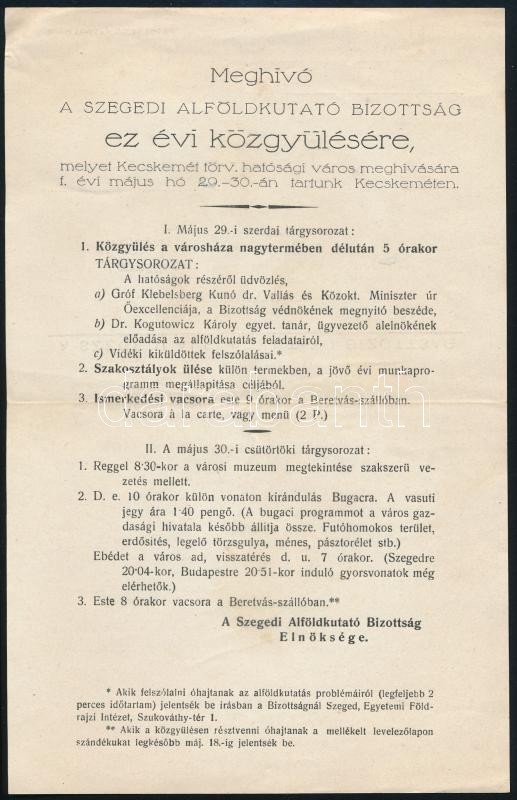 Meghivó
A SZEGEDI ALFÖLDKUTATÓ BIZOTTSÁG
ez évi közgyülésére,
melyet Kecskemét törv. hatósági város meghivására
f. évi május hó 29.-30.-án tartunk Kecskeméten.
I. Május 29.-i szerdai tárgysorozat:
1. Közgyülés a városháza nagytermében délután 5 órakor
TÁRGYSOROZAT:
A hatóságok részéről üdvözlés,
a) Gróf Klebelsberg Kunó dr. Vallás és Közokt. Miniszter úr
Őexcellenciája, a Bizottság védnökének megnyitó beszéde,
b) Dr. Kogutowicz Károly egyet. tanár, ügyvezető alelnökének
előadása az alföldkutatás feladatairól,
c) Vidéki kiküldöttek felszólalásai.*
2. Szakosztályok ülése külön termekben, a jövő évi munkapro-
gramm megállapitása céljából.
3. Ismerkedési vacsora este 9 órakor a Beretvás-szállóban.
Vacsora à la carte, vagy menü (2 P.)
II. A május 30.-i csütörtöki tárgysorozat:
1. Reggel 8·30-kor a városi muzeum megtekintése szakszerü ve-
zetés mellett.
2. D. e. 10 órakor külön vonaton kirándulás Bugacra. A vasuti
jegy ára 1·40 pengő. (A bugaci programmot a város gaz-
dasági hivatala később állitja össze. Futóhomokos terület,
erdősités, legelő törzsgulya, ménes, pásztorélet stb.)
Ebédet a város ad, visszatérés d. u. 7 órakor. (Szegedre
20·04-kor, Budapestre 20·51-kor induló gyorsvonatok még
elérhetők.)
3. Este 8 órakor vacsora a Beretvás-szállóban.**
A Szegedi Alföldkutató Bizottság
Elnöksége.
* Akik felszólalni óhajtanak az alföldkutatás problémáiról (legfeljebb 2
perces időtartam) jelentsék be irásban a Bizottságnál Szeged, Egyetemi Föld-
rajzi Intézet, Szukováthy-tér 1.
** Akik a közgyülésen résztvenni óhajtanak a mellékelt levelezőlapon
szándékukat legkésőbb máj. 18.-ig jelentsék be.